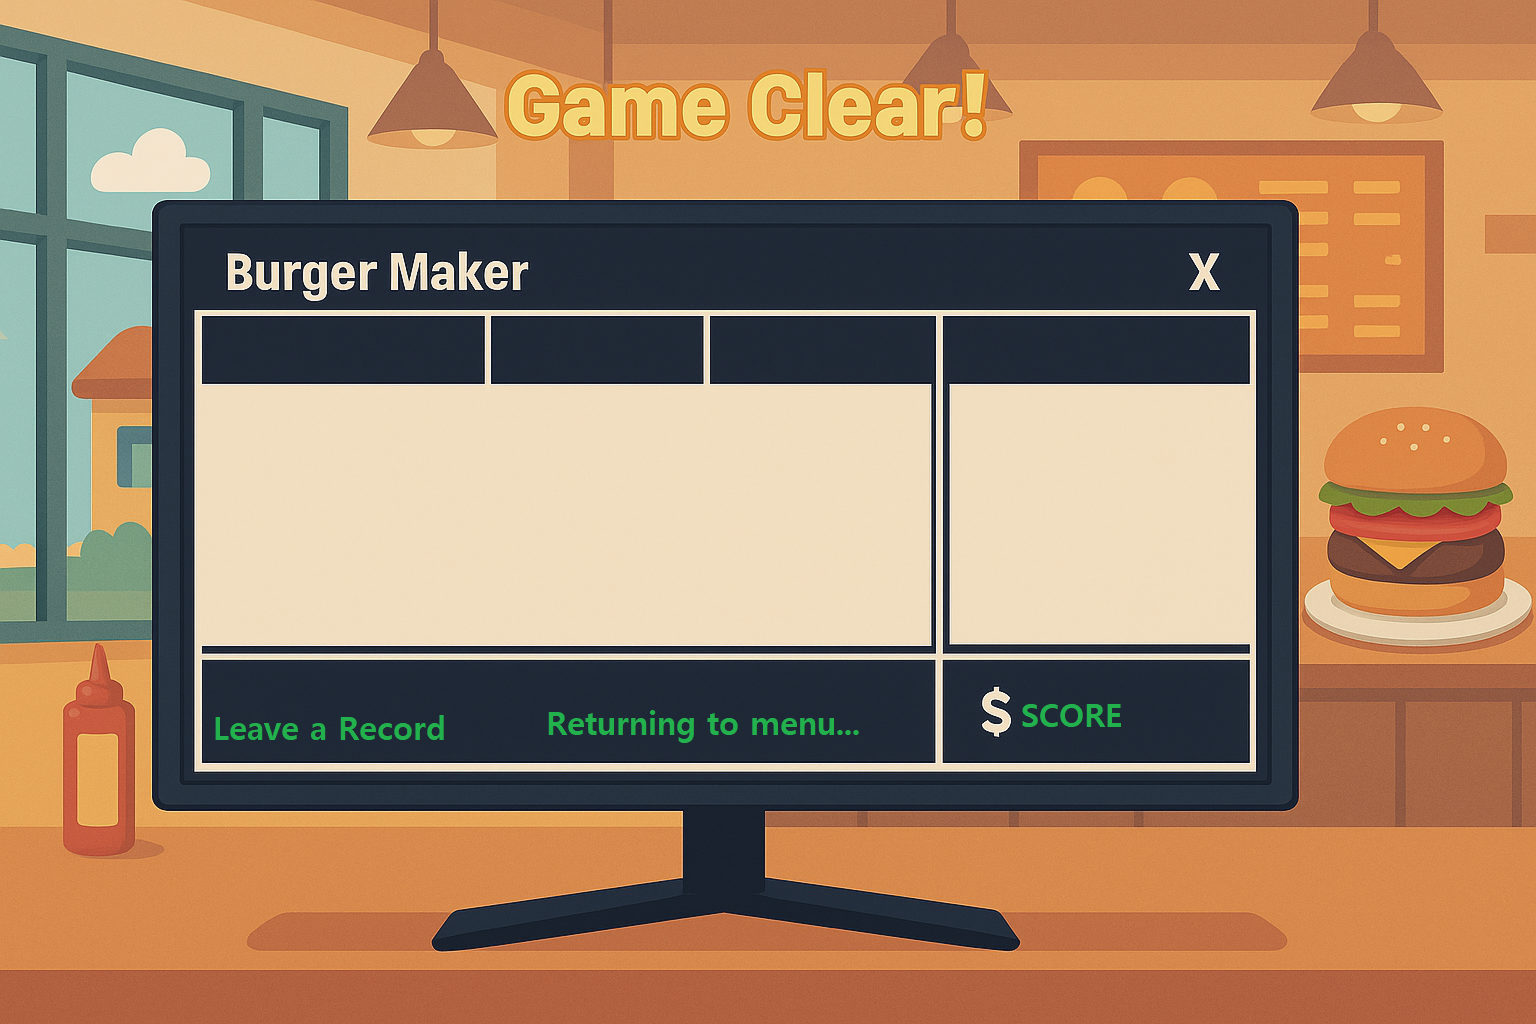 Game Clear!
Burger Maker
X
Leave a Record
Returning to menu...
$ SCORE